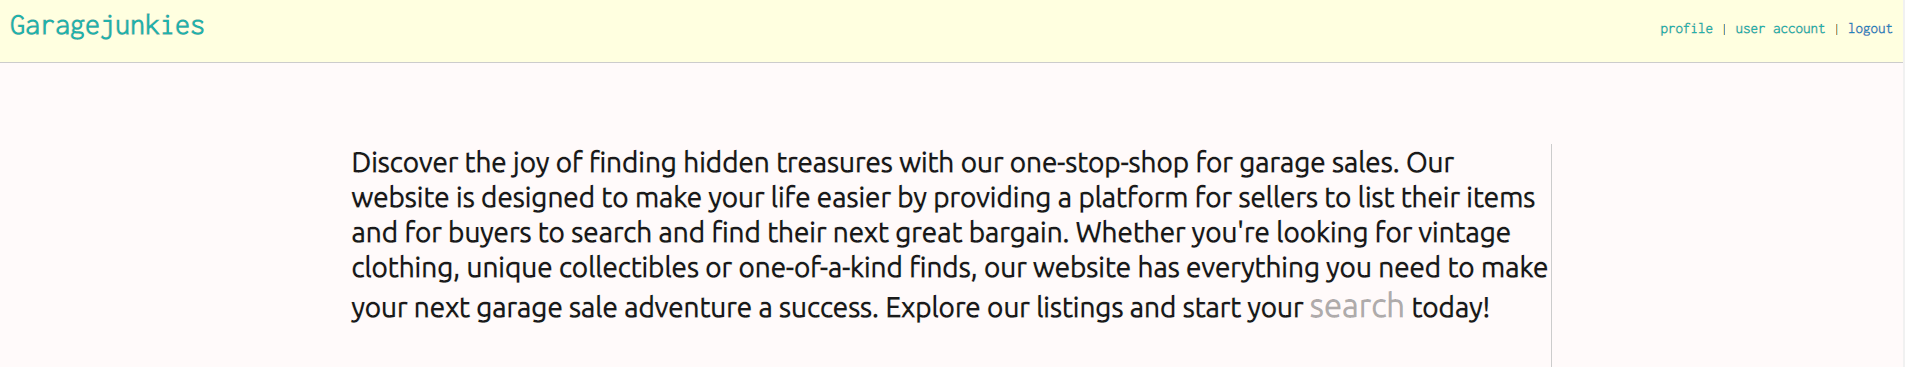 Garagejunkies
profile | user account | logout
Discover the joy of finding hidden treasures with our one-stop-shop for garage sales. Our
website is designed to make your life easier by providing a platform for sellers to list their items
and for buyers to search and find their next great bargain. Whether you're looking for vintage
clothing, unique collectibles or one-of-a-kind finds, our website has everything you need to make
your next garage sale adventure a success. Explore our listings and start your search today!